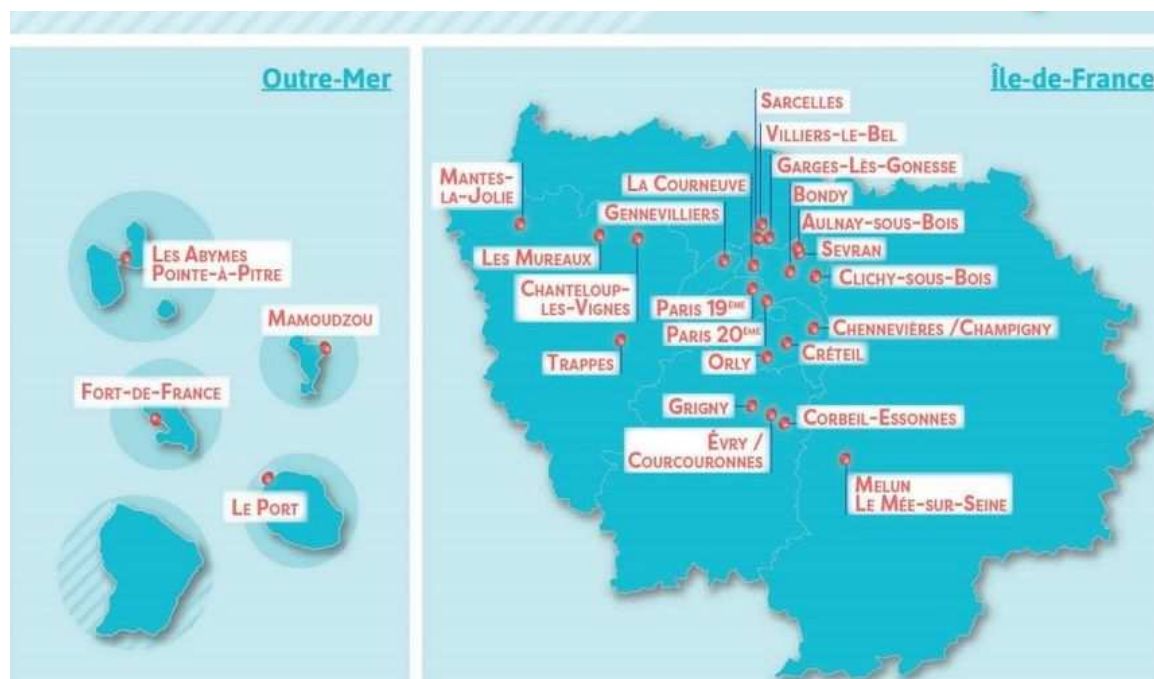 Outre-Mer
Les Abymes
Pointe-à-Pitre
Mamoudzou
Fort-de-France
Le Port
Île-de-France
Sarcelles
Villiers-le-Bel
Garges-Lès-Gonesse
La Courneuve
Bondy
Mantes-
la-Jolie
Gennevilliers
Aulnay-sous-Bois
Sevran
Les Mureaux
Clichy-sous-Bois
Chanteloup-
les-Vignes
Paris 19ème
Paris 20ème
Chennevières /Champigny
Trappes
Orly
Créteil
Grigny
Corbeil-Essonnes
Évry /
Courcouronnes
Melun
Le Mée-sur-Seine